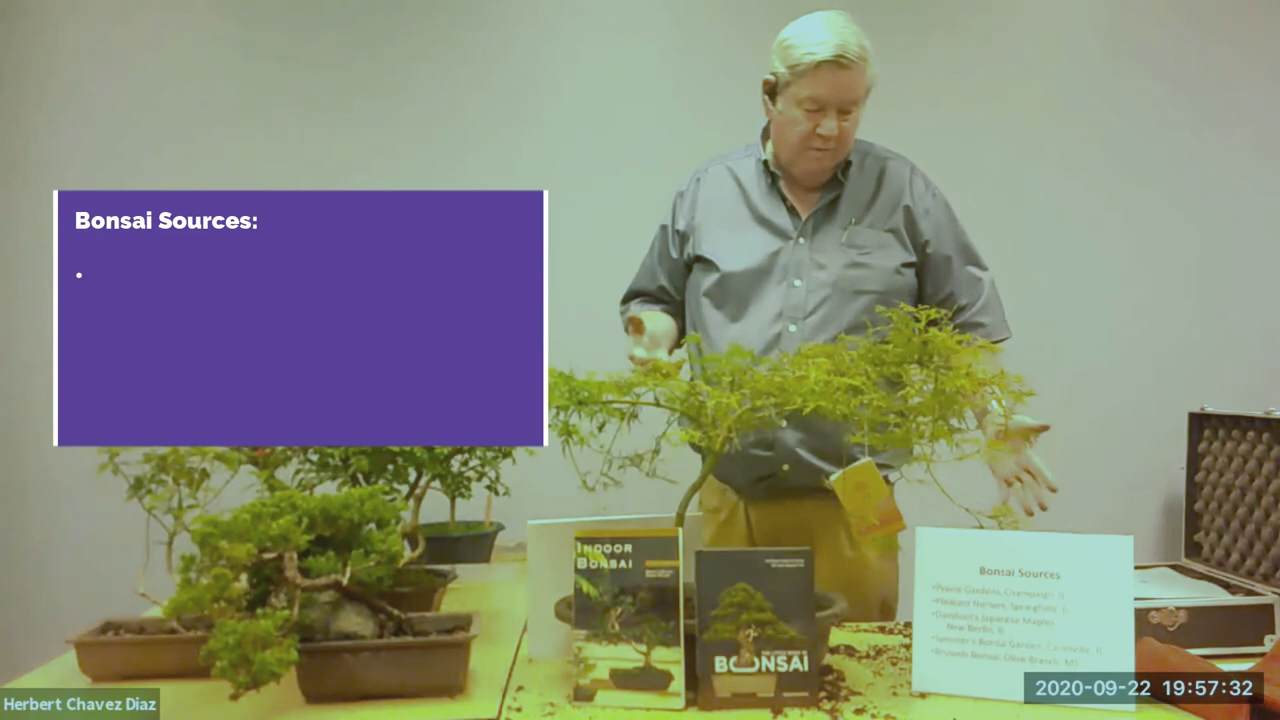 Bonsai Sources:
•
INDOOR
BONSAI
BONSAI
Bonsai Sources
•Prairie Gardens, Champaign, IL
•Pleasant Nursery, Springfield, IL
•Davidson's Japanese Maples
New Berlin, IL
Bonsai Garden, Carlinville, IL
•Brussels Bonsai, Olive Branch, MS
Herbert Chavez Diaz
2020-09-22 19:57:32